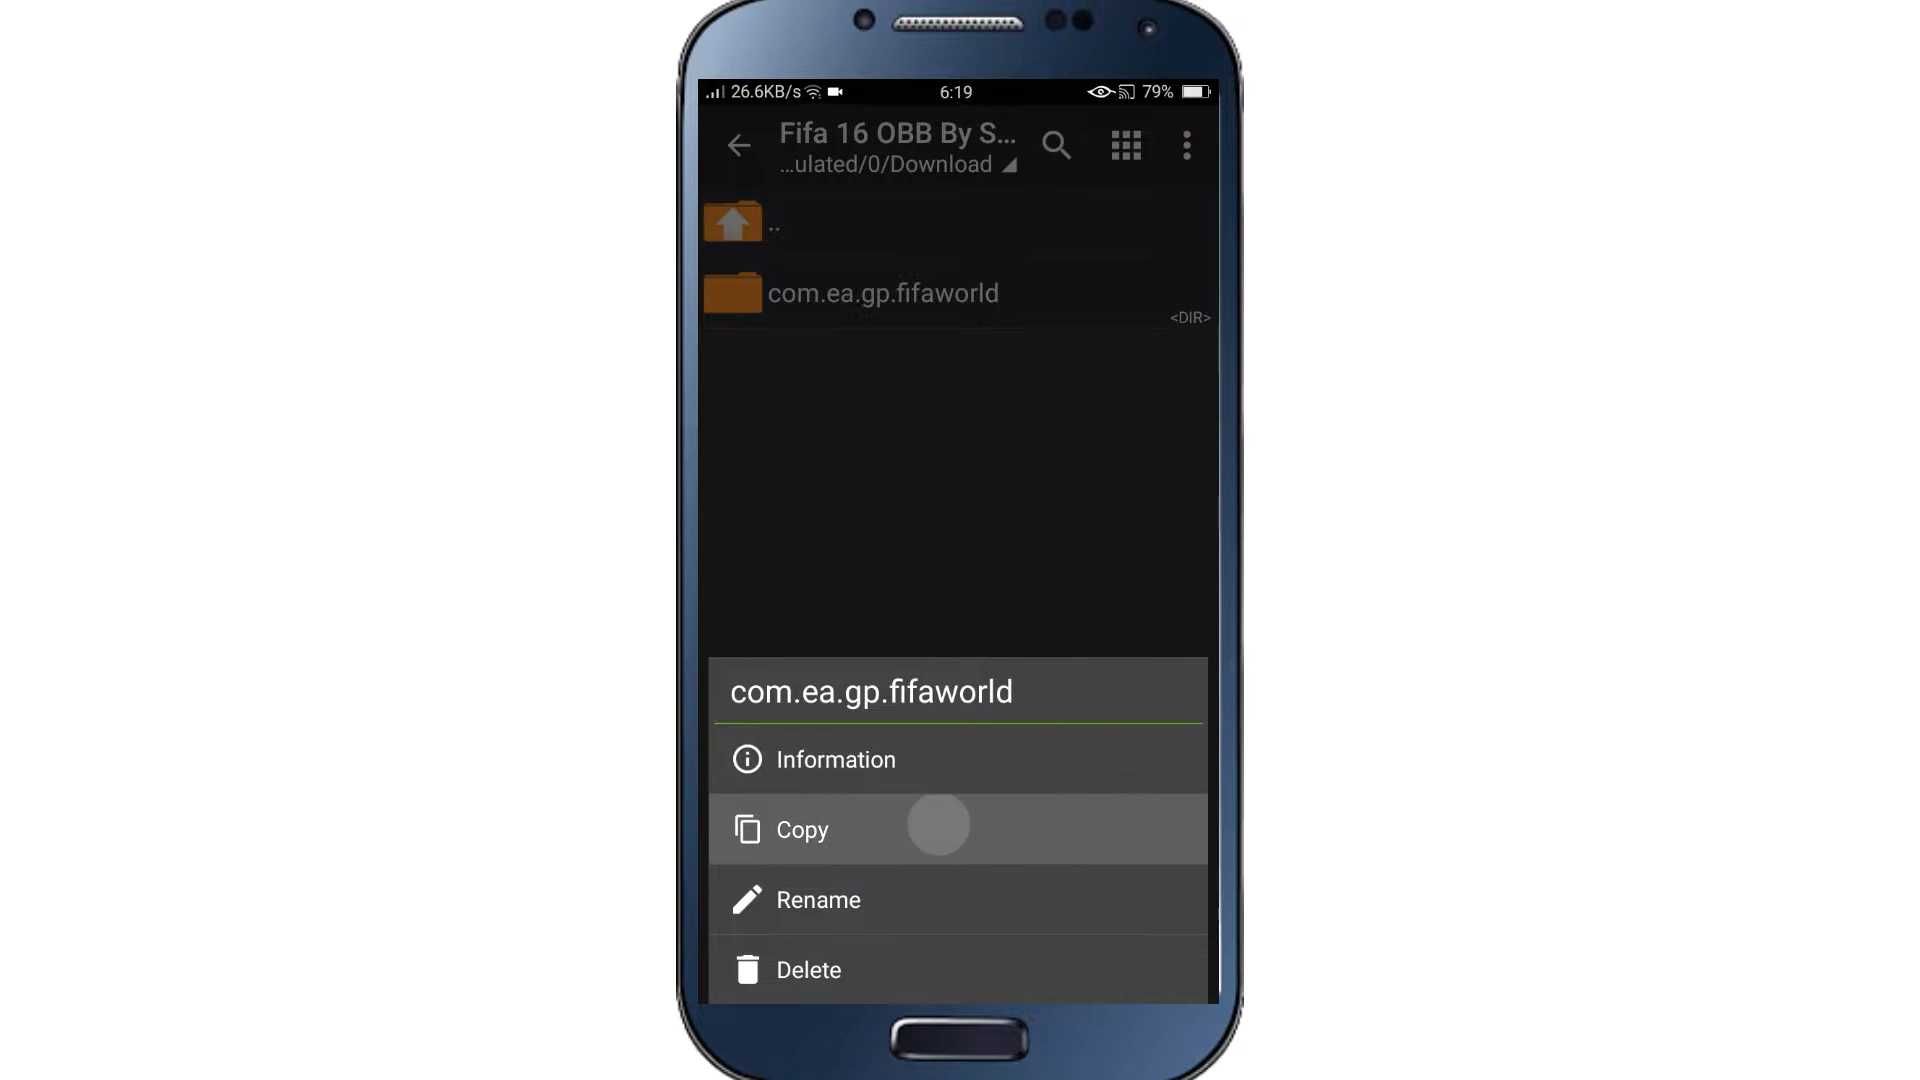 26.6KB/s 6:19 79%
Fifa 16 OBB By S...
...ulated/0/Download
..
com.ea.gp.fifaworld
<DIR>
com.ea.gp.fifaworld
Information
Copy
Rename
Delete